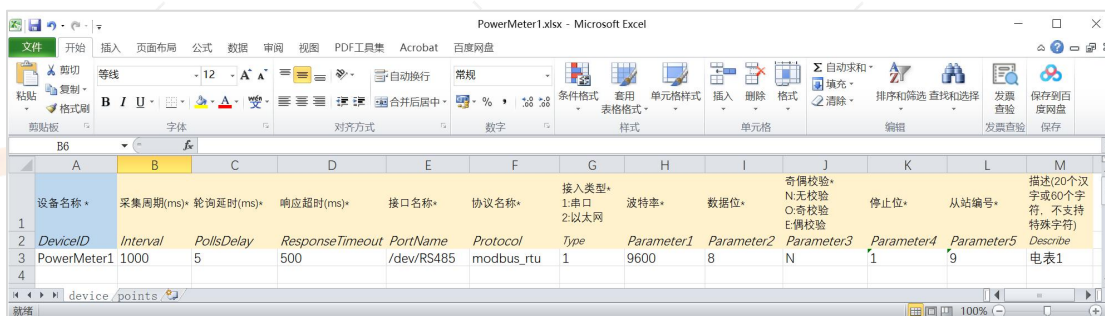 PowerMeter1.xlsx - Microsoft Excel
文件 开始 插入 页面布局 公式 数据 审阅 视图 PDF工具集 Acrobat 百度网盘
剪切 等线 12 A A 自动换行 常规 Σ 自动求和
粘贴 复制 填充
格式刷 B I U A wén 合并后居中 % , 条件格式 套用 表格格式 单元格样式 插入 删除 格式 清除 排序和筛选 查找和选择 发票 查验 保存到百 度网盘
剪贴板 字体 对齐方式 数字 样式 单元格 编辑 发票查验 保存
B6 fx
A B C D E F G H I J K L M
1 设备名称 * 采集周期(ms)* 轮询延时(ms)* 响应超时(ms)* 接口名称* 协议名称* 接入类型* 1:串口 2:以太网 波特率* 数据位* 奇偶校验* N:无校验 O:奇校验 E:偶校验 停止位* 从站编号* 描述(20个汉字或60个字符，不支持特殊字符)
2 DeviceID Interval PollsDelay ResponseTimeout PortName Protocol Type Parameter1 Parameter2 Parameter3 Parameter4 Parameter5 Describe
3 PowerMeter1 1000 5 500 /dev/RS485 modbus_rtu 1 9600 8 N 1 9 电表1
4
device points
就绪 100%